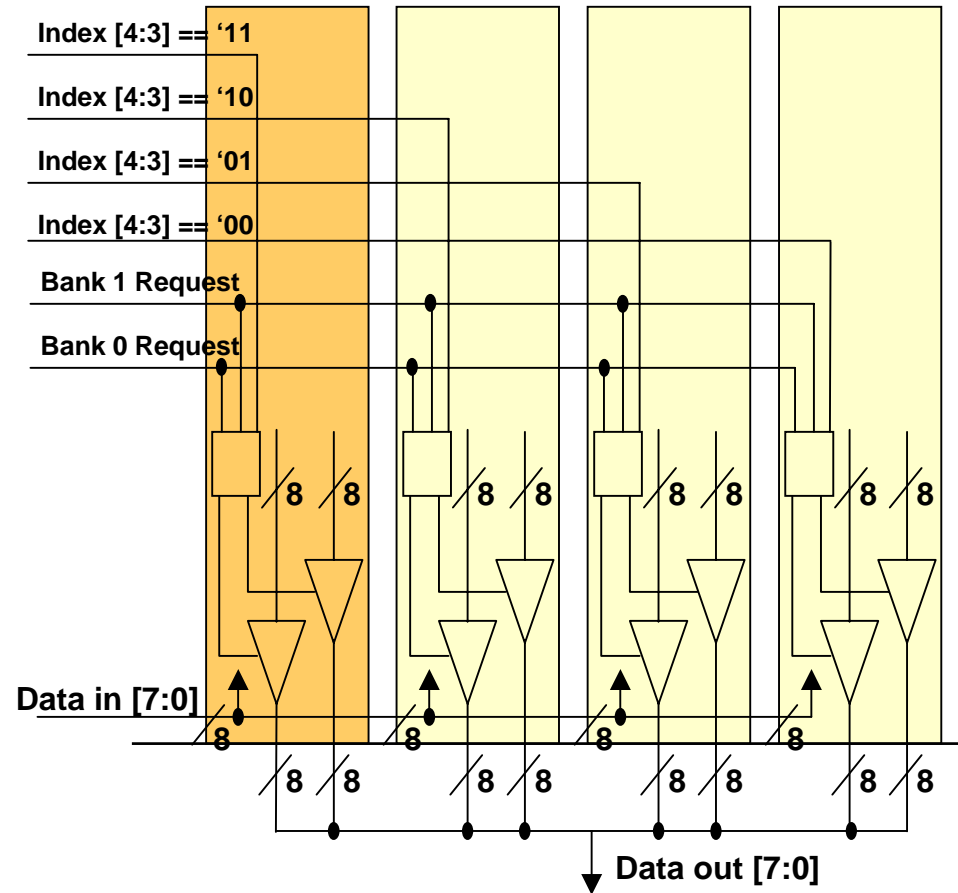 Index [4:3] == ‘11
Index [4:3] == ‘10
Index [4:3] == ‘01
Index [4:3] == ‘00
Bank 1 Request
Bank 0 Request
8 8 8 8 8 8 8 8
Data in [7:0]
8 8 8 8
8 8 8 8 8 8 8 8
Data out [7:0]